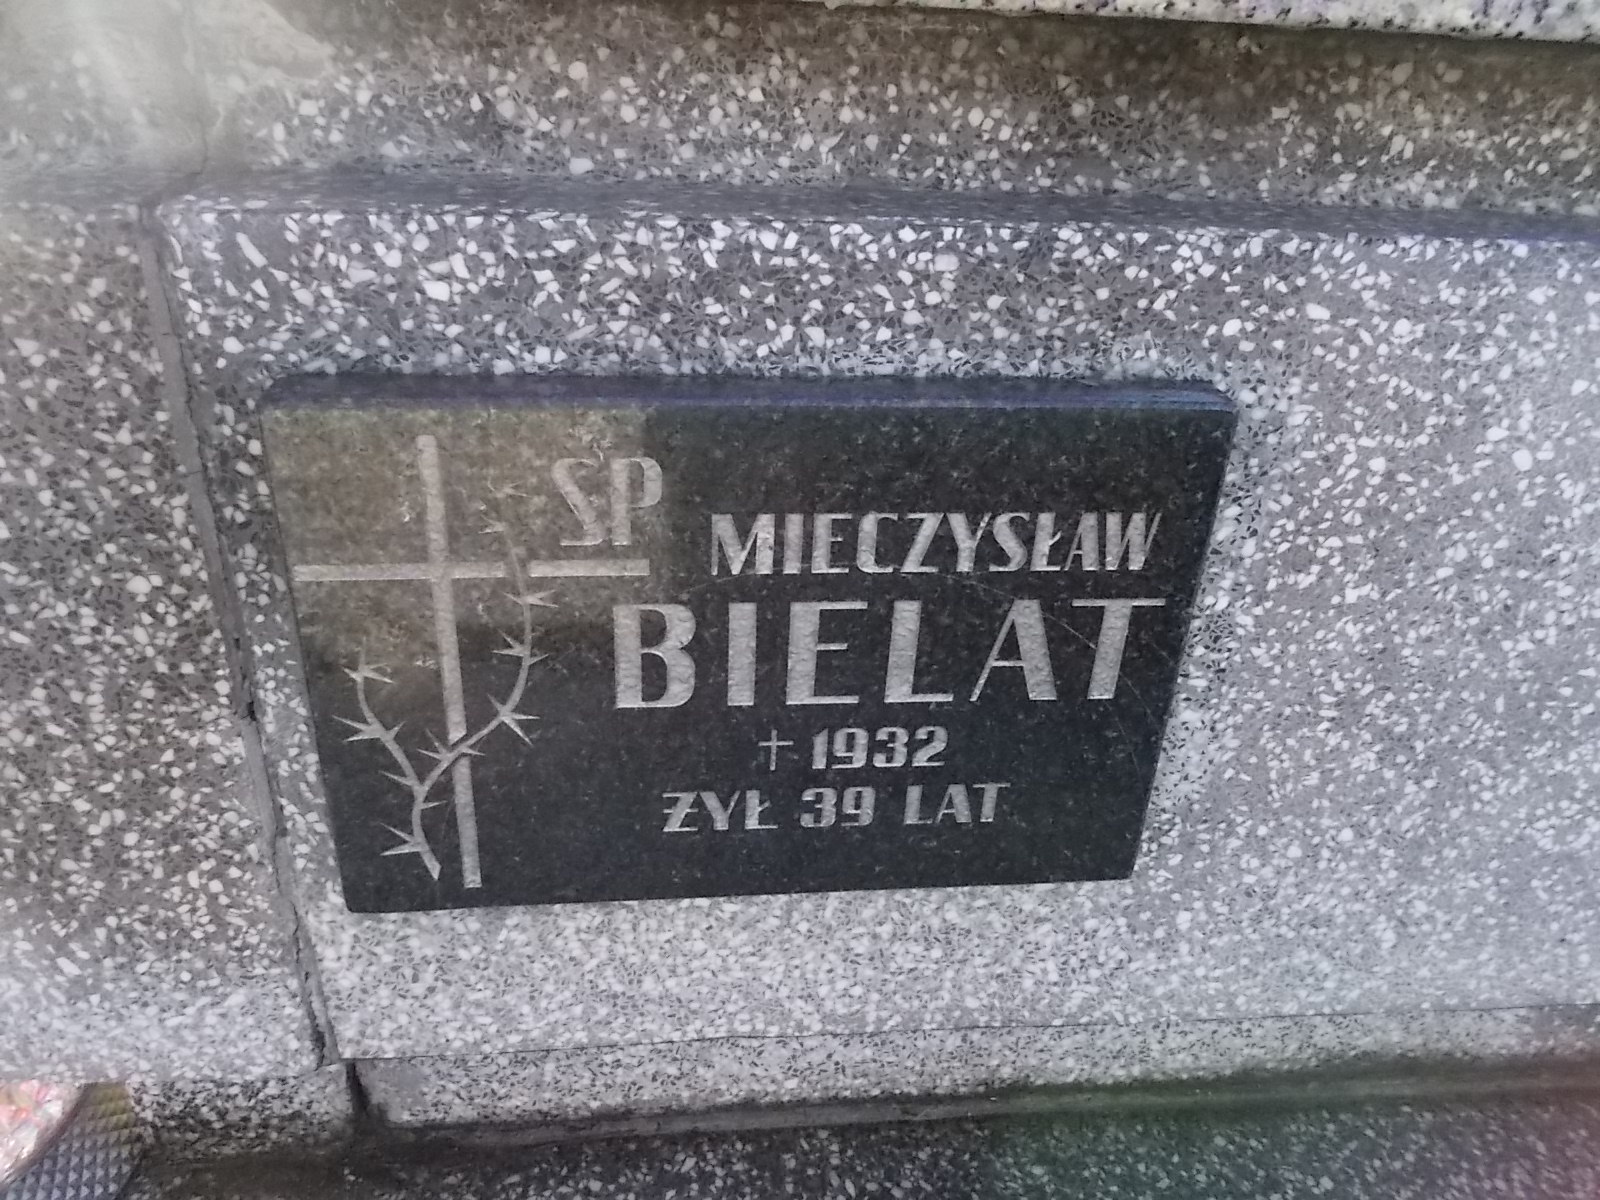 ŚP
MIECZYSŁAW
BIELAT
+ 1932
ŻYŁ 39 LAT